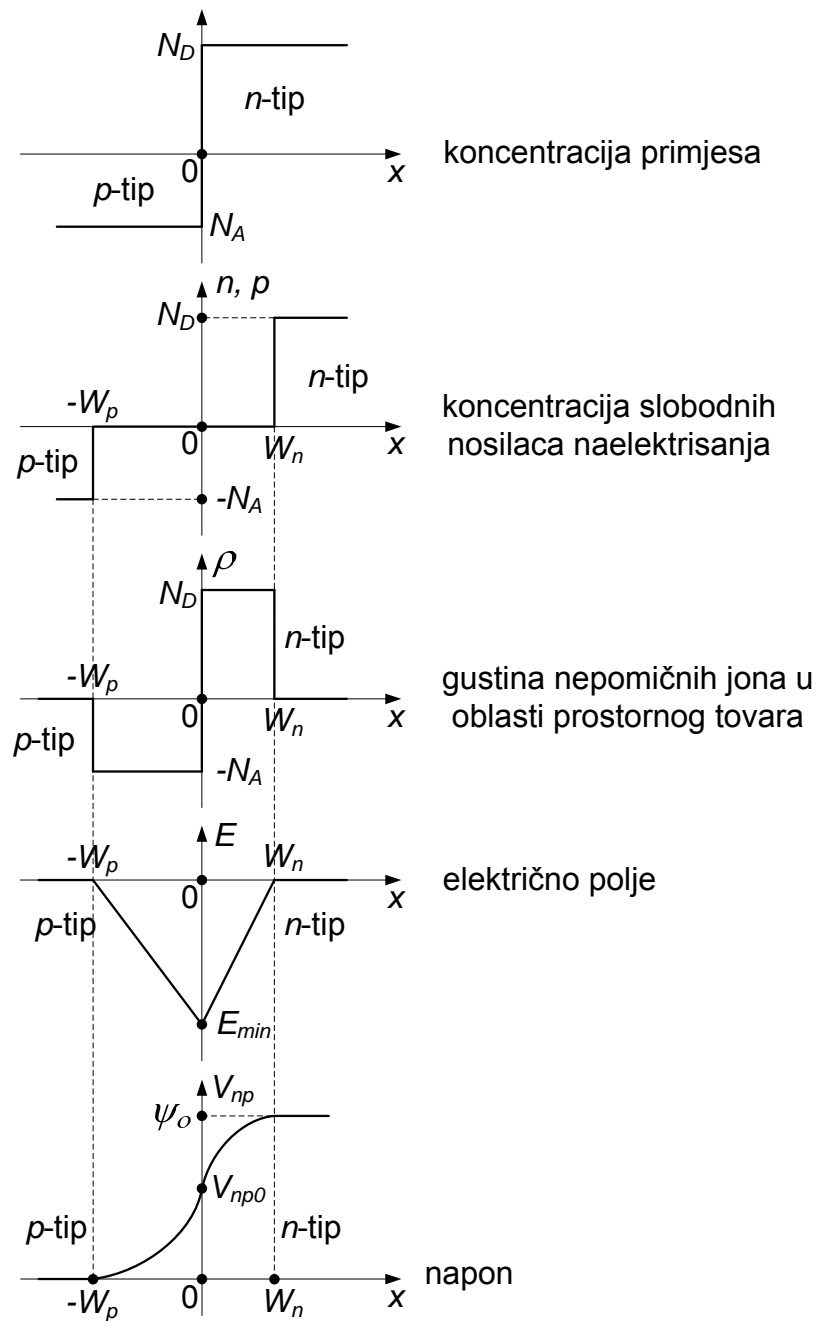 N_D
n-tip
0
x
koncentracija primjesa
p-tip
N_A
n, p
N_D
n-tip
-W_p
0
W_n
x
koncentracija slobodnih
nosilaca naelektrisanja
p-tip
-N_A
ρ
N_D
n-tip
-W_p
0
W_n
x
gustina nepomičnih jona u
oblasti prostornog tovara
p-tip
-N_A
E
-W_p
W_n
0
x
električno polje
p-tip
n-tip
E_min
V_np
ψ_o
V_np0
p-tip
n-tip
-W_p
0
W_n
x
napon